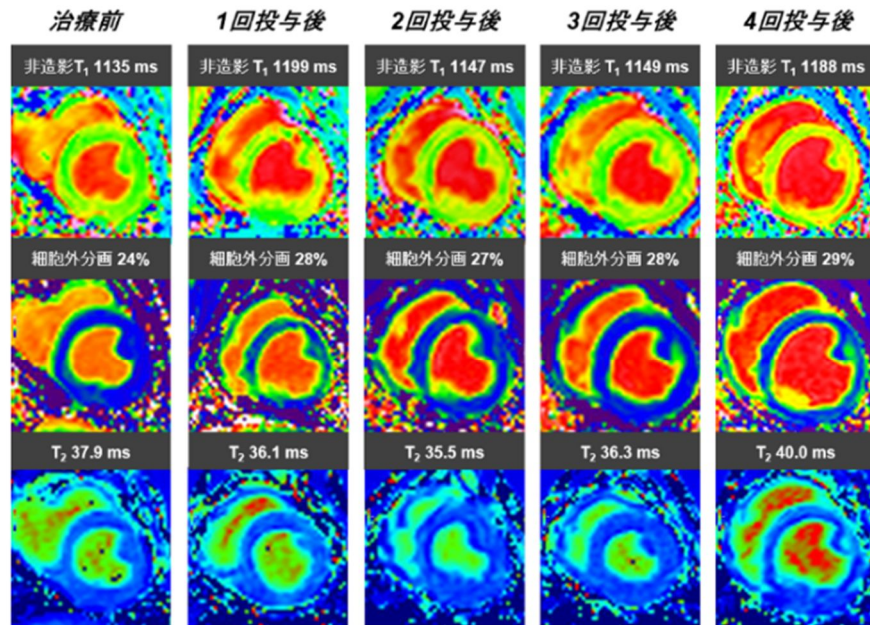 治療前 1回投与後 2回投与後 3回投与後 4回投与後
非造影 T₁ 1135 ms 非造影 T₁ 1199 ms 非造影 T₁ 1147 ms 非造影 T₁ 1149 ms 非造影 T₁ 1188 ms
細胞外分画 24% 細胞外分画 28% 細胞外分画 27% 細胞外分画 28% 細胞外分画 29%
T₂ 37.9 ms T₂ 36.1 ms T₂ 35.5 ms T₂ 36.3 ms T₂ 40.0 ms